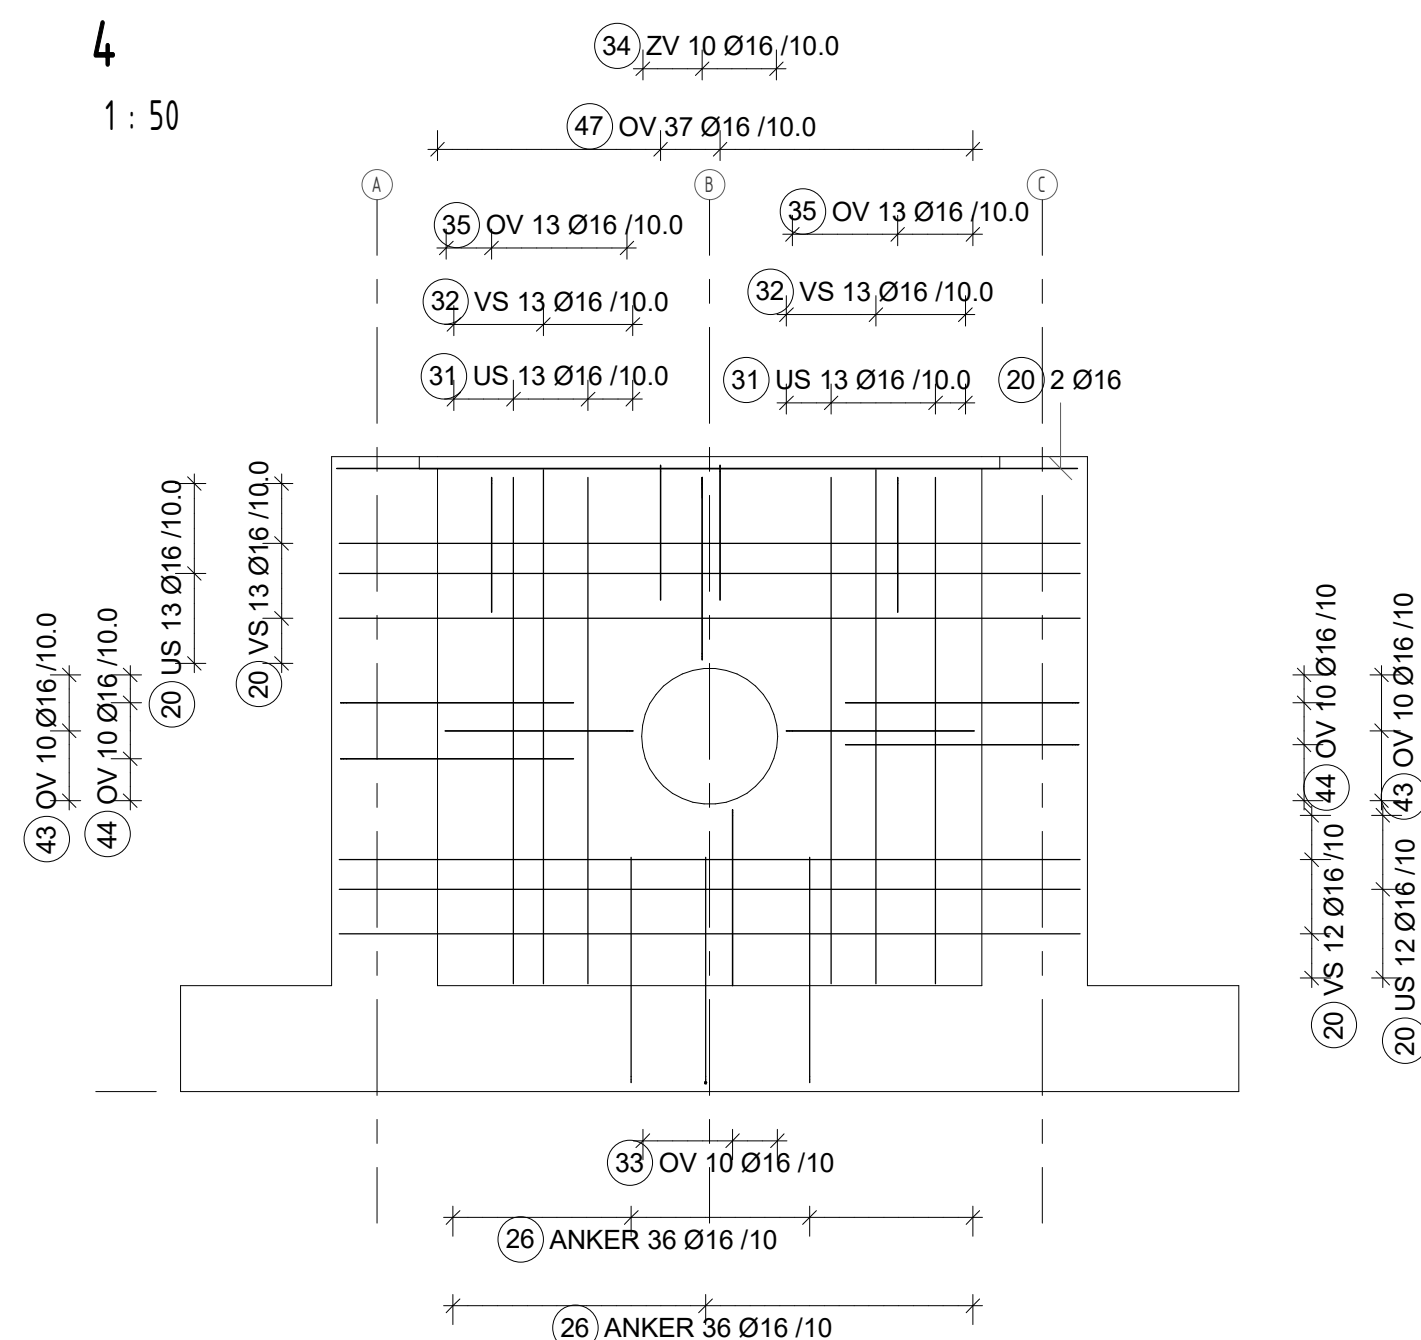 4
1 : 50
34 ZV 10 Ø16 /10.0
47 OV 37 Ø16 /10.0
A
B
C
35 OV 13 Ø16 /10.0
35 OV 13 Ø16 /10.0
32 VS 13 Ø16 /10.0
32 VS 13 Ø16 /10.0
31 US 13 Ø16 /10.0
31 US 13 Ø16 /10.0
20 2 Ø16
43 OV 10 Ø16 /10.0
44 OV 10 Ø16 /10.0
20 US 13 Ø16 /10.0
20 VS 13 Ø16 /10.0
44 OV 10 Ø16 /10
43 OV 10 Ø16 /10
20 VS 12 Ø16 /10
20 US 12 Ø16 /10
33 OV 10 Ø16 /10
26 ANKER 36 Ø16 /10
26 ANKER 36 Ø16 /10